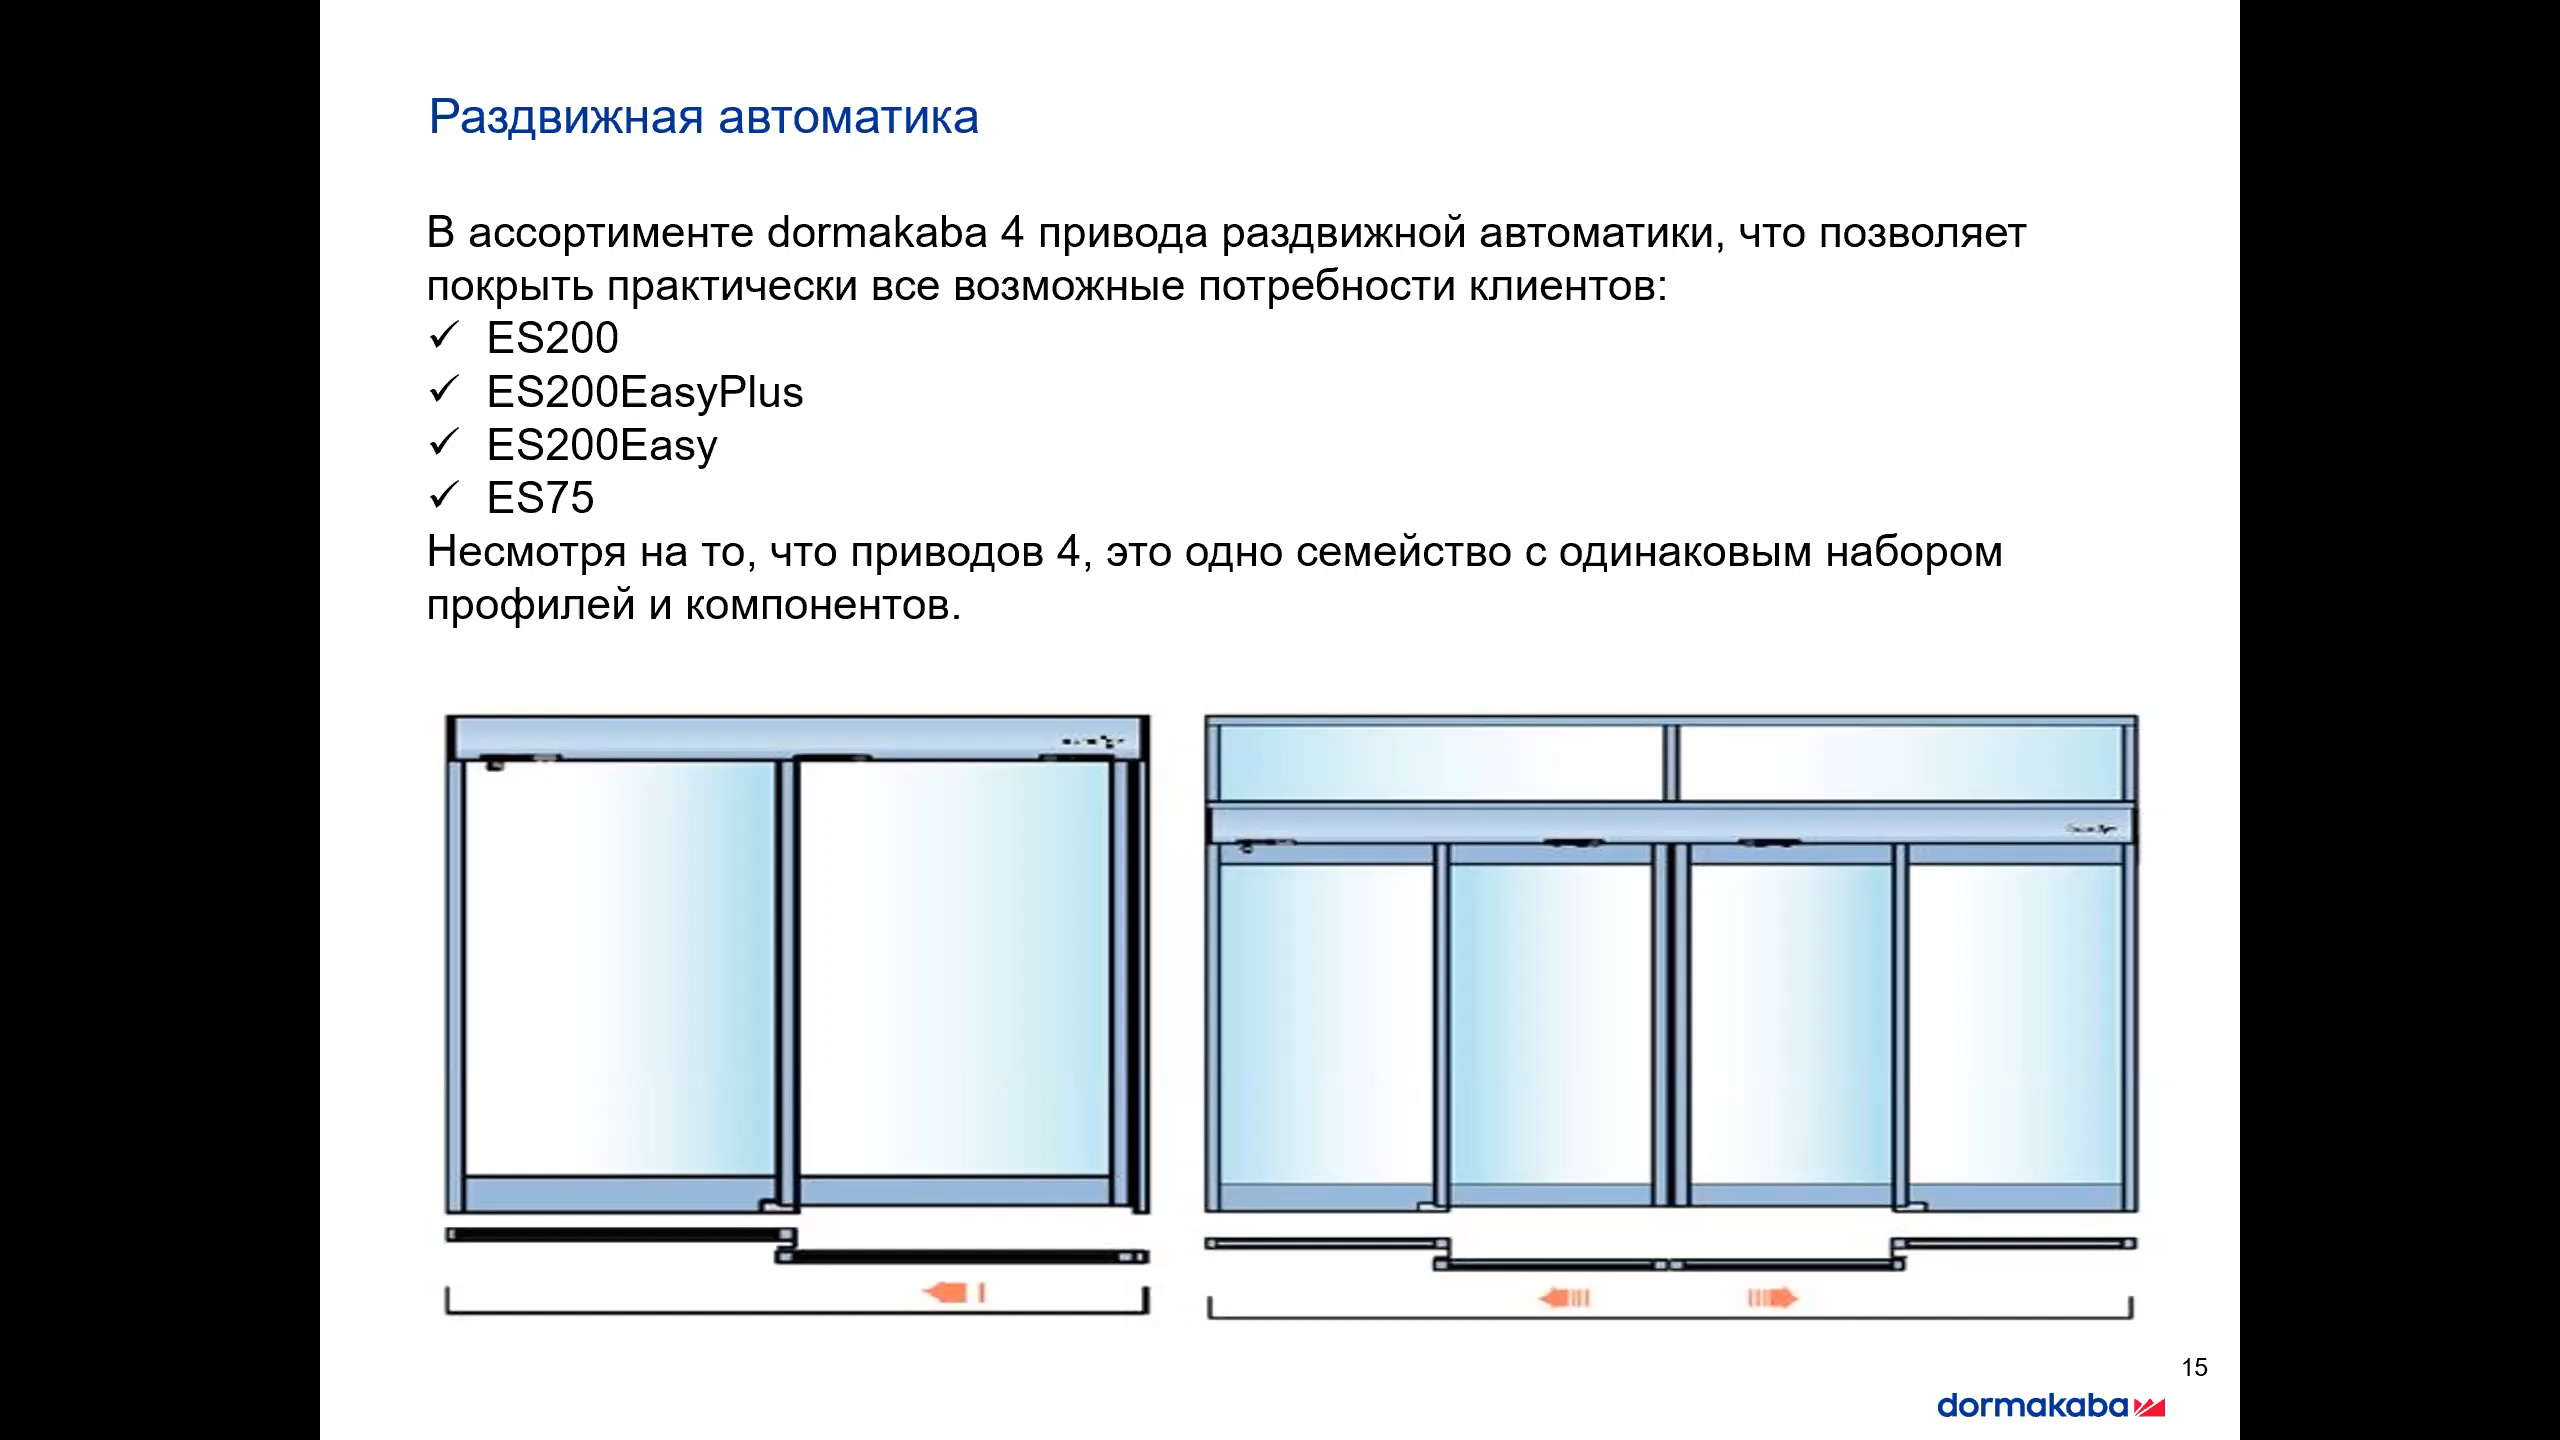 Раздвижная автоматика
В ассортименте dormakaba 4 привода раздвижной автоматики, что позволяет
покрыть практически все возможные потребности клиентов:
✓ ES200
✓ ES200EasyPlus
✓ ES200Easy
✓ ES75
Несмотря на то, что приводов 4, это одно семейство с одинаковым набором
профилей и компонентов.
15
dormakaba